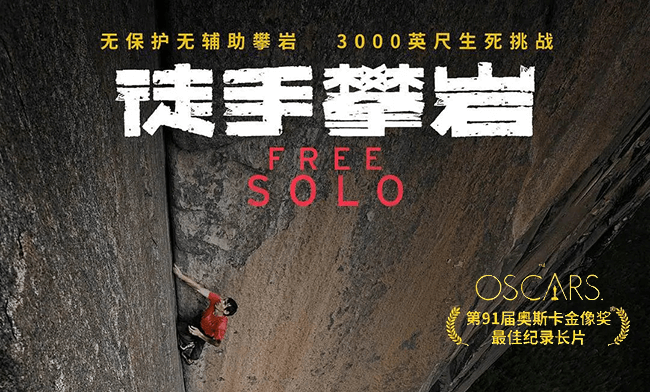 无保护无辅助攀岩 3000英尺生死挑战
徒手攀岩
FREE
SOLO
OSCARS.
第91届奥斯卡金像奖
最佳纪录长片